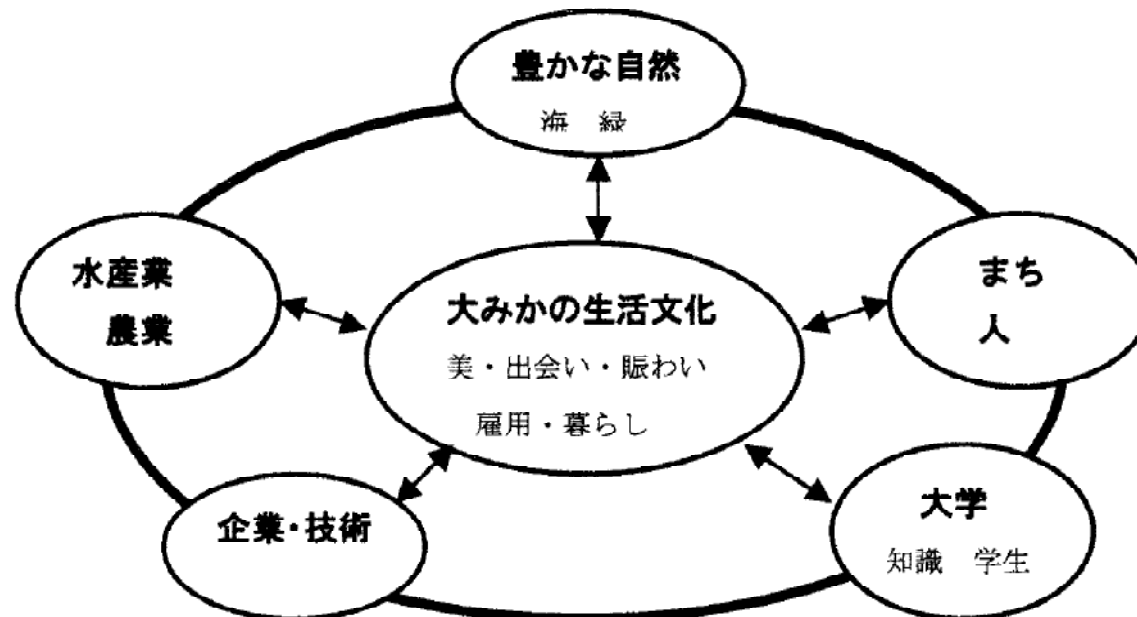 豊かな自然
海　緑
水産業
農業
大みかの生活文化
美・出会い・賑わい
雇用・暮らし
まち
人
企業・技術
大学
知識　学生